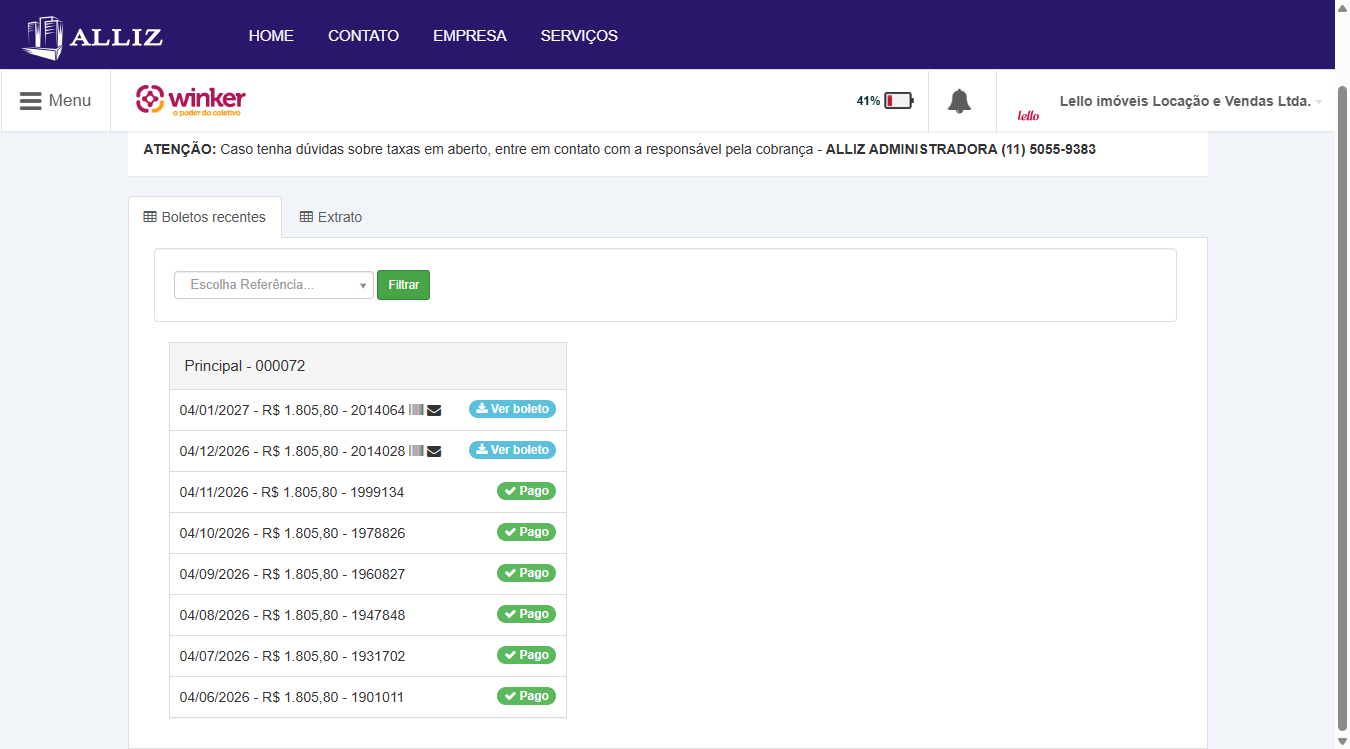 ALLIZ HOME CONTATO EMPRESA SERVIÇOS
Menu winker o poder do coletivo 41% lello Lello imóveis Locação e Vendas Ltda.
ATENÇÃO: Caso tenha dúvidas sobre taxas em aberto, entre em contato com a responsável pela cobrança - ALLIZ ADMINISTRADORA (11) 5055-9383
Boletos recentes Extrato
Escolha Referência... Filtrar
Principal - 000072
04/01/2027 - R$ 1.805,80 - 2014064 Ver boleto
04/12/2026 - R$ 1.805,80 - 2014028 Ver boleto
04/11/2026 - R$ 1.805,80 - 1999134 Pago
04/10/2026 - R$ 1.805,80 - 1978826 Pago
04/09/2026 - R$ 1.805,80 - 1960827 Pago
04/08/2026 - R$ 1.805,80 - 1947848 Pago
04/07/2026 - R$ 1.805,80 - 1931702 Pago
04/06/2026 - R$ 1.805,80 - 1901011 Pago